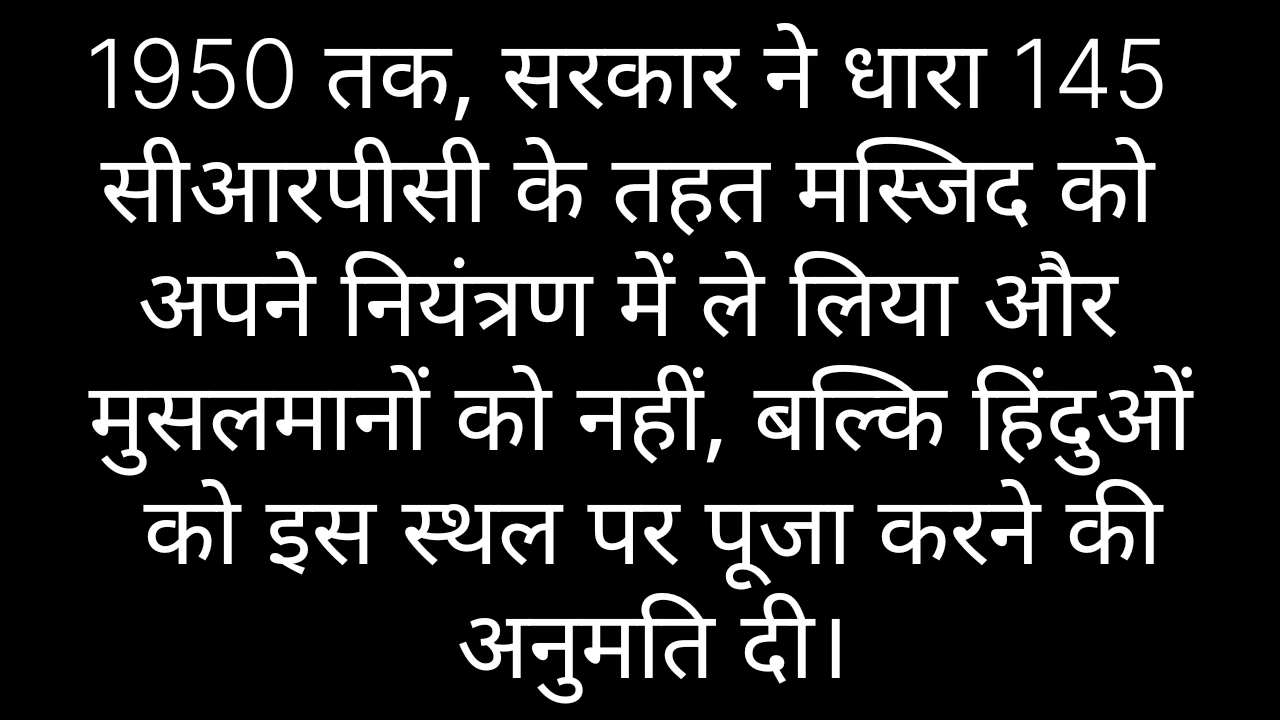 1950 तक, सरकार ने धारा 145
सीआरपीसी के तहत मस्जिद को
अपने नियंत्रण में ले लिया और
मुसलमानों को नहीं, बल्कि हिंदुओं
को इस स्थल पर पूजा करने की
अनुमति दी।